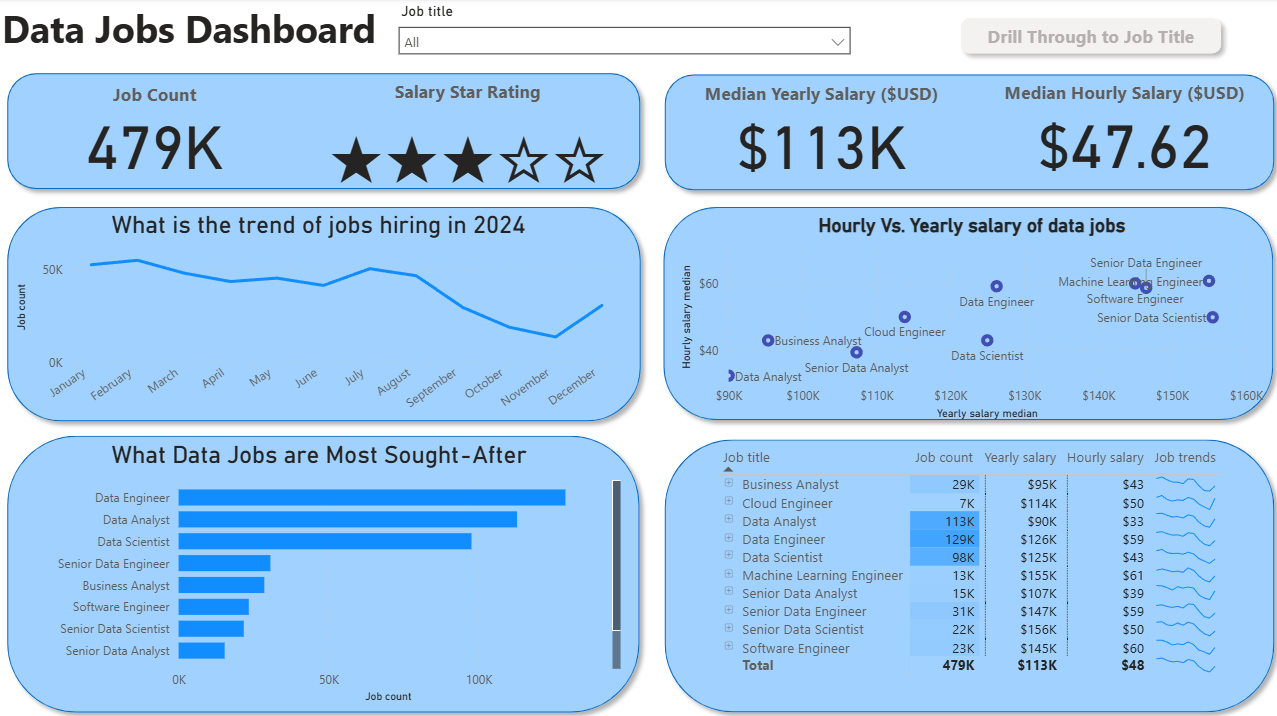 Data Jobs Dashboard
Job title
All
Drill Through to Job Title
Job Count
479K
Salary Star Rating
Median Yearly Salary ($USD)
$113K
Median Hourly Salary ($USD)
$47.62
What is the trend of jobs hiring in 2024
Job count
50K
0K
January
February
March
April
May
June
July
August
September
October
November
December
Hourly Vs. Yearly salary of data jobs
Hourly salary median
$60
$40
Senior Data Engineer
Machine Learning Engineer
Software Engineer
Data Engineer
Senior Data Scientist
Cloud Engineer
Business Analyst
Data Scientist
Senior Data Analyst
Data Analyst
$90K $100K $110K $120K $130K $140K $150K $160K
Yearly salary median
What Data Jobs are Most Sought-After
Data Engineer
Data Analyst
Data Scientist
Senior Data Engineer
Business Analyst
Software Engineer
Senior Data Scientist
Senior Data Analyst
0K 50K 100K
Job count
Job title Job count Yearly salary Hourly salary Job trends
Business Analyst 29K $95K $43
Cloud Engineer 7K $114K $50
Data Analyst 113K $90K $33
Data Engineer 129K $126K $59
Data Scientist 98K $125K $43
Machine Learning Engineer 13K $155K $61
Senior Data Analyst 15K $107K $39
Senior Data Engineer 31K $147K $59
Senior Data Scientist 22K $156K $50
Software Engineer 23K $145K $60
Total 479K $113K $48